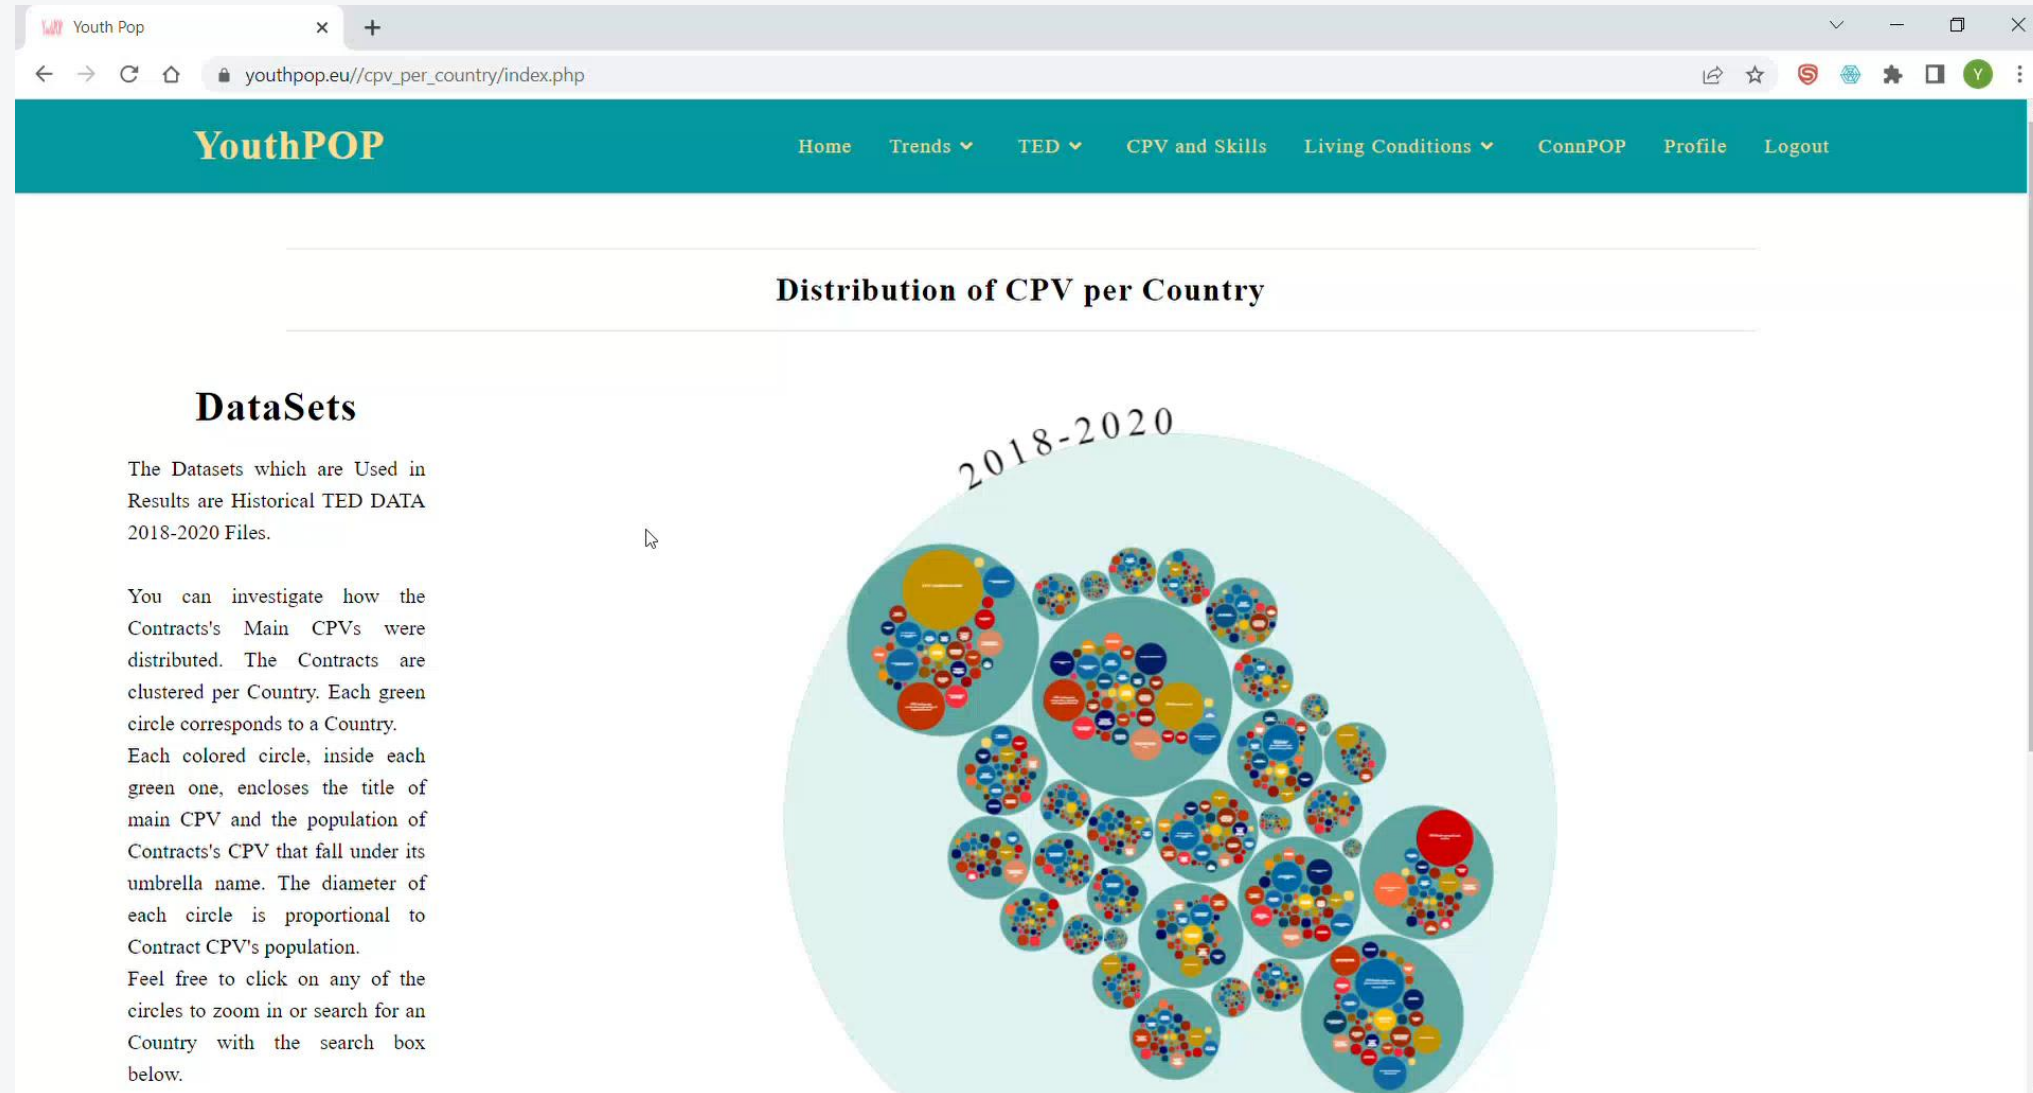 Youth Pop
youthpop.eu//cpv_per_country/index.php
Y
YouthPOP
Home Trends TED CPV and Skills Living Conditions ConnPOP Profile Logout
Distribution of CPV per Country
DataSets
The Datasets which are Used in
Results are Historical TED DATA
2018-2020 Files.
You can investigate how the
Contracts's Main CPVs were
distributed. The Contracts are
clustered per Country. Each green
circle corresponds to a Country.
Each colored circle, inside each
green one, encloses the title of
main CPV and the population of
Contracts's CPV that fall under its
umbrella name. The diameter of
each circle is proportional to
Contract CPV's population.
Feel free to click on any of the
circles to zoom in or search for an
Country with the search box
below.
2018-2020